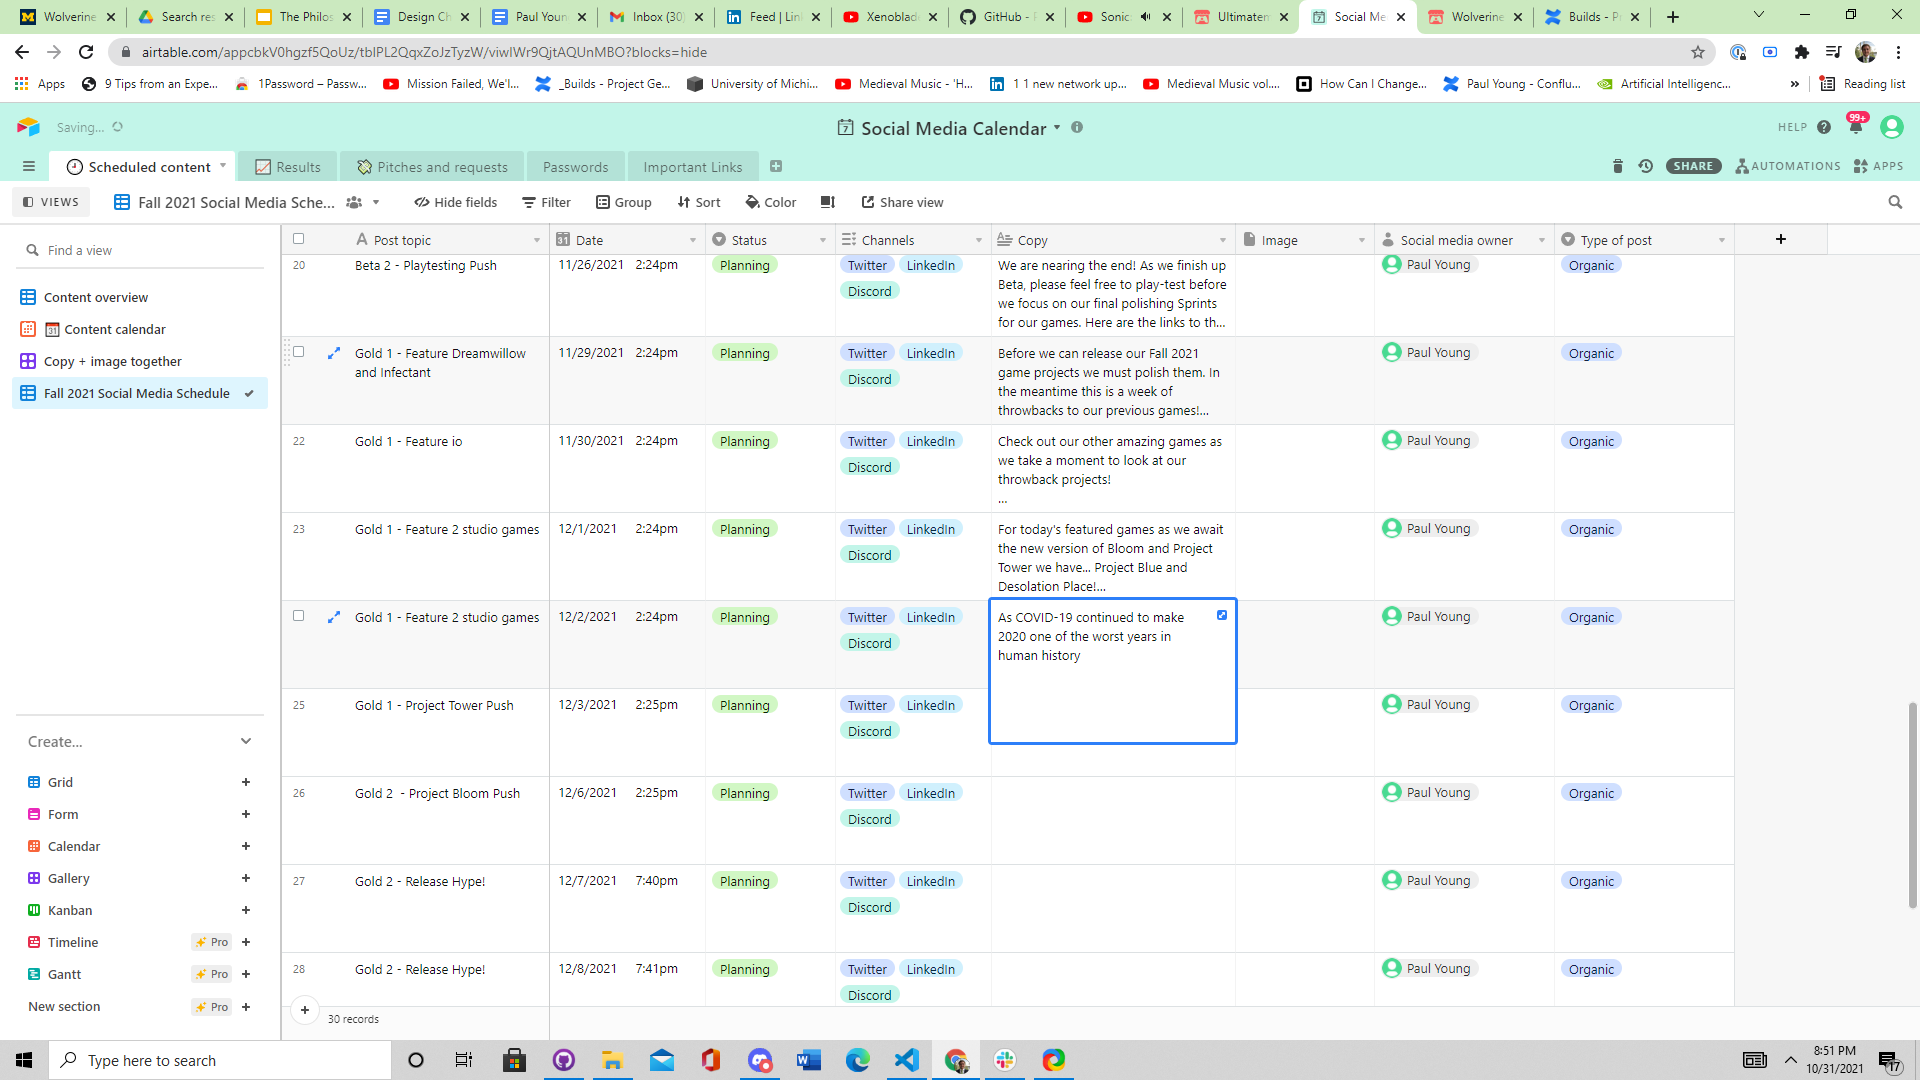 Wolverine
Search res
The Philos
Design Ch
Paul Youn
Inbox (30)
Feed | Lin
Xenoblad
GitHub - P
Sonic
Ultimatem
Social Me
Wolverine
Builds - P
airtable.com/appcbkV0hgzf5QoUz/tblPL2QqxZoJzTyzW/viwIWr9QjtAQUnMBO?blocks=hide
Apps
9 Tips from an Expe...
1Password – Passw...
Mission Failed, We'l...
_Builds - Project Ge...
University of Michi...
Medieval Music - 'H...
1 1 new network up...
Medieval Music vol....
How Can I Change...
Paul Young - Conflu...
Artificial Intelligenc...
»
Reading list
Saving...
Social Media Calendar
HELP
99+
Scheduled content
Results
Pitches and requests
Passwords
Important Links
SHARE
AUTOMATIONS
APPS
VIEWS
Fall 2021 Social Media Sche...
Hide fields
Filter
Group
Sort
Color
Share view
Find a view
Content overview
Content calendar
Copy + image together
Fall 2021 Social Media Schedule
Create...
Grid
Form
Calendar
Gallery
Kanban
Timeline
Pro
Gantt
Pro
New section
Pro
Post topic
Date
Status
Channels
Copy
Image
Social media owner
Type of post
20
Beta 2 - Playtesting Push
11/26/2021 2:24pm
Planning
Twitter LinkedIn
Discord
We are nearing the end! As we finish up
Beta, please feel free to play-test before
we focus on our final polishing Sprints
for our games. Here are the links to th...
Paul Young
Organic
Gold 1 - Feature Dreamwillow
and Infectant
11/29/2021 2:24pm
Planning
Twitter LinkedIn
Discord
Before we can release our Fall 2021
game projects we must polish them. In
the meantime this is a week of
throwbacks to our previous games!...
Paul Young
Organic
22
Gold 1 - Feature io
11/30/2021 2:24pm
Planning
Twitter LinkedIn
Discord
Check out our other amazing games as
we take a moment to look at our
throwback projects!
...
Paul Young
Organic
23
Gold 1 - Feature 2 studio games
12/1/2021 2:24pm
Planning
Twitter LinkedIn
Discord
For today's featured games as we await
the new version of Bloom and Project
Tower we have... Project Blue and
Desolation Place!...
Paul Young
Organic
Gold 1 - Feature 2 studio games
12/2/2021 2:24pm
Planning
Twitter LinkedIn
Discord
As COVID-19 continued to make
2020 one of the worst years in
human history
Paul Young
Organic
25
Gold 1 - Project Tower Push
12/3/2021 2:25pm
Planning
Twitter LinkedIn
Discord
Paul Young
Organic
26
Gold 2 - Project Bloom Push
12/6/2021 2:25pm
Planning
Twitter LinkedIn
Discord
Paul Young
Organic
27
Gold 2 - Release Hype!
12/7/2021 7:40pm
Planning
Twitter LinkedIn
Discord
Paul Young
Organic
28
Gold 2 - Release Hype!
12/8/2021 7:41pm
Planning
Twitter LinkedIn
Discord
Paul Young
Organic
30 records
Type here to search
8:51 PM
10/31/2021
17